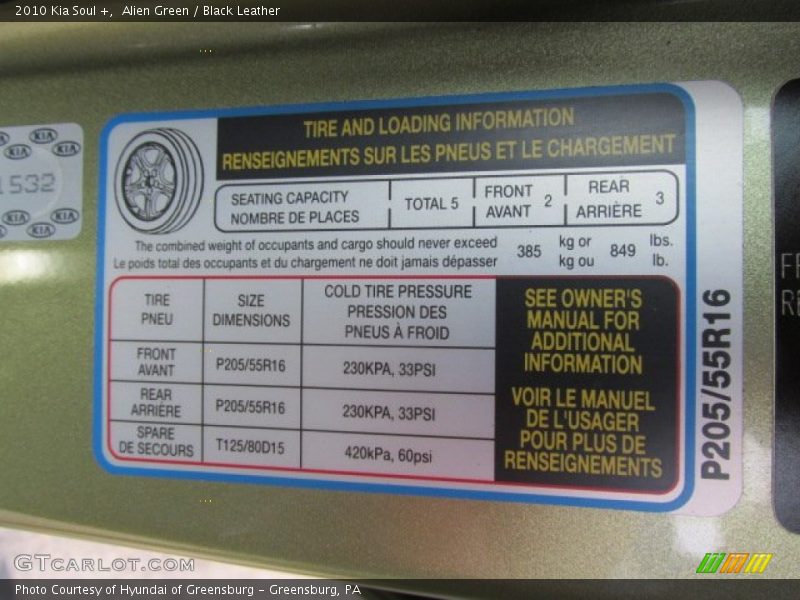 2010 Kia Soul +,  Alien Green / Black Leather
TIRE AND LOADING INFORMATION
RENSEIGNEMENTS SUR LES PNEUS ET LE CHARGEMENT
SEATING CAPACITY
NOMBRE DE PLACES
TOTAL 5
FRONT
AVANT
2
REAR
ARRIÈRE
3
The combined weight of occupants and cargo should never exceed
Le poids total des occupants et du chargement ne doit jamais dépasser
385
kg or
kg ou
849
lbs.
lb.
TIRE
PNEU
SIZE
DIMENSIONS
COLD TIRE PRESSURE
PRESSION DES
PNEUS À FROID
FRONT
AVANT
P205/55R16
230KPA, 33PSI
REAR
ARRIÈRE
P205/55R16
230KPA, 33PSI
SPARE
DE SECOURS
T125/80D15
420kPa, 60psi
SEE OWNER'S
MANUAL FOR
ADDITIONAL
INFORMATION
VOIR LE MANUEL
DE L'USAGER
POUR PLUS DE
RENSEIGNEMENTS
P205/55R16
KIA
KIA
KIA
1532
KIA
KIA
KIA
GTCARLOT.COM
Photo Courtesy of Hyundai of Greensburg - Greensburg, PA